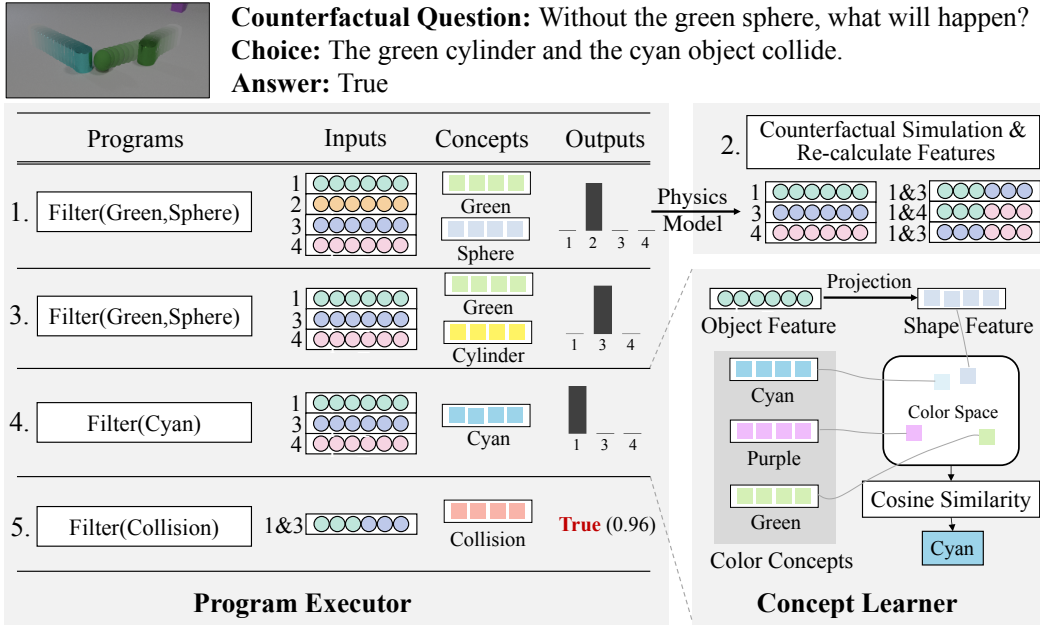 Counterfactual Question: Without the green sphere, what will happen?
Choice: The green cylinder and the cyan object collide.
Answer: True
Programs Inputs Concepts Outputs
1. Filter(Green,Sphere)
1
2
3
4
Green
Sphere
1 2 3 4
Physics
Model
2. Counterfactual Simulation &
Re-calculate Features
1 1&3
3 1&4
4 1&3
3. Filter(Green,Sphere)
1
3
4
Green
Cylinder
1 3 4
4. Filter(Cyan)
1
3
4
Cyan
1 3 4
5. Filter(Collision)
1&3
Collision
True (0.96)
Program Executor
Projection
Object Feature Shape Feature
Cyan
Purple
Green
Color Concepts
Color Space
Cosine Similarity
Cyan
Concept Learner